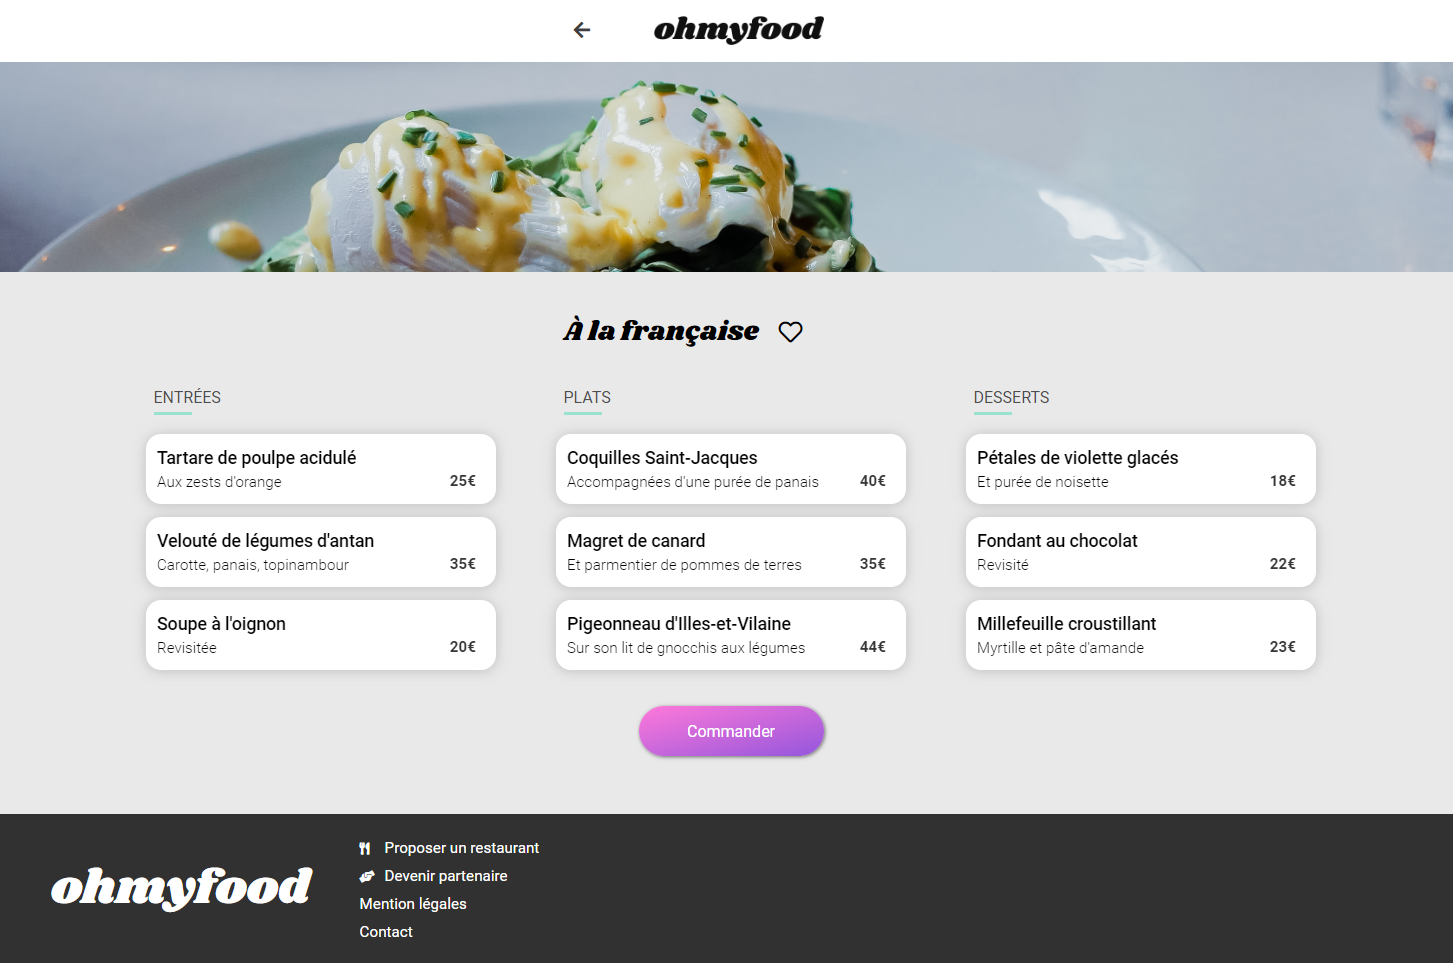 ohmyfood
À la française
ENTRÉES
Tartare de poulpe acidulé
Aux zests d'orange
25€
Velouté de légumes d'antan
Carotte, panais, topinambour
35€
Soupe à l'oignon
Revisitée
20€
PLATS
Coquilles Saint-Jacques
Accompagnées d'une purée de panais
40€
Magret de canard
Et parmentier de pommes de terres
35€
Pigeonneau d'Illes-et-Vilaine
Sur son lit de gnocchis aux légumes
44€
DESSERTS
Pétales de violette glacés
Et purée de noisette
18€
Fondant au chocolat
Revisité
22€
Millefeuille croustillant
Myrtille et pâte d'amande
23€
Commander
ohmyfood
Proposer un restaurant
Devenir partenaire
Mention légales
Contact